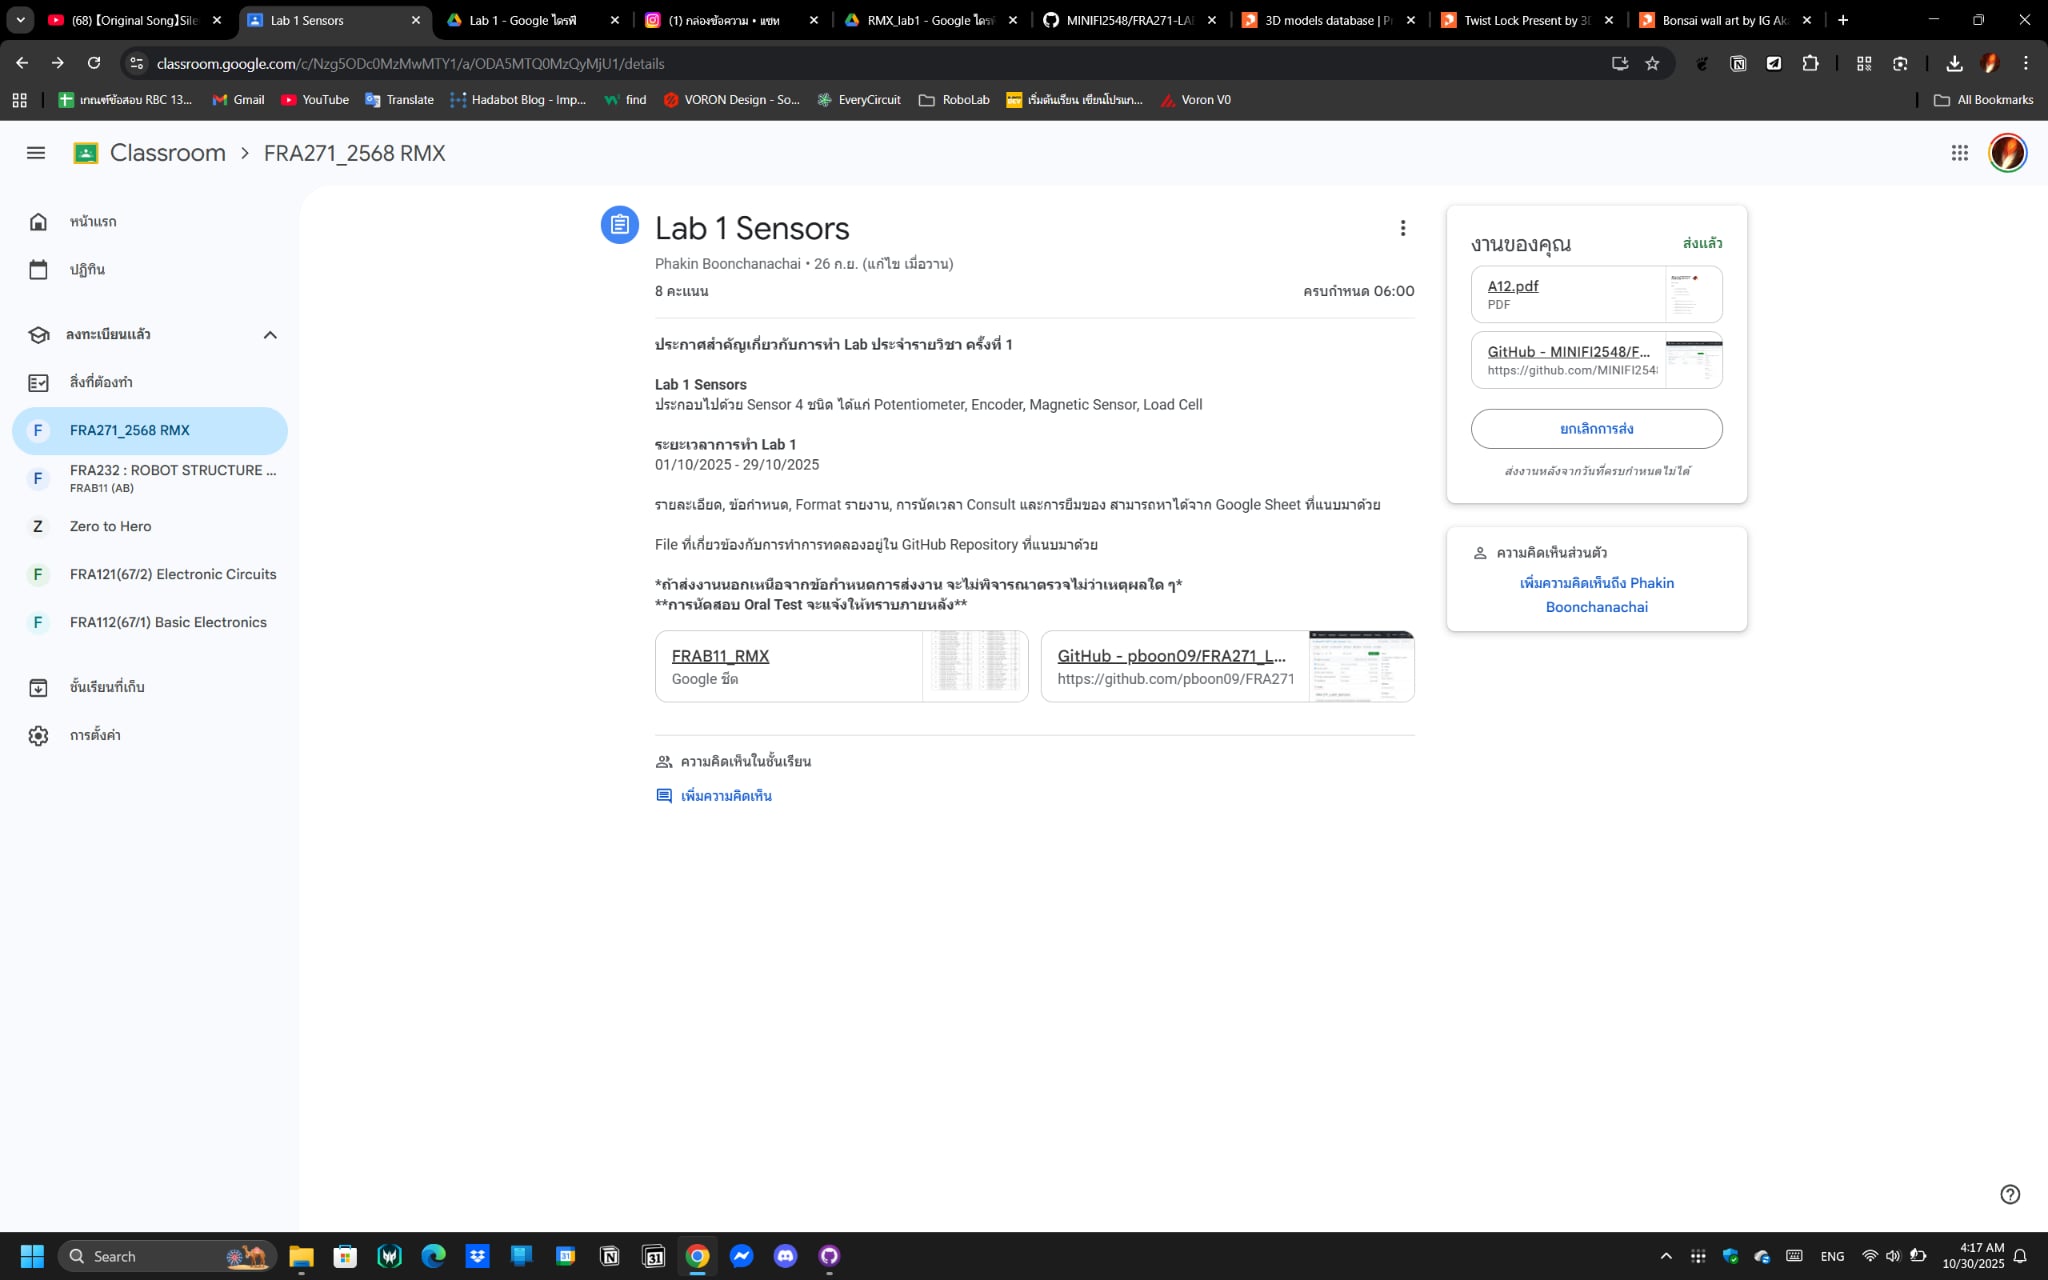 (68) 【Original Song】Sile
Lab 1 Sensors
Lab 1 - Google ไดรฟ์
(1) กล่องข้อความ • แชท
RMX_lab1 - Google ไดรฟ์
MINIFI2548/FRA271-LA
3D models database | P
Twist Lock Present by 3
Bonsai wall art by IG Ak
classroom.google.com/c/Nzg5ODc0MzMwMTY1/a/ODA5MTQ0MzQyMjU1/details
เกณฑ์ข้อสอบ RBC 13...
Gmail
YouTube
Translate
Hadabot Blog - Imp...
find
VORON Design - So...
EveryCircuit
RoboLab
เริ่มต้นเรียน เขียนโปรแก...
Voron V0
All Bookmarks
Classroom > FRA271_2568 RMX
หน้าแรก
ปฏิทิน
ลงทะเบียนแล้ว
สิ่งที่ต้องทำ
F FRA271_2568 RMX
F FRA232 : ROBOT STRUCTURE ...
FRAB11 (AB)
Z Zero to Hero
F FRA121(67/2) Electronic Circuits
F FRA112(67/1) Basic Electronics
ชั้นเรียนที่เก็บ
การตั้งค่า
Lab 1 Sensors
Phakin Boonchanachai • 26 ก.ย. (แก้ไข เมื่อวาน)
8 คะแนน
ครบกำหนด 06:00
ประกาศสำคัญเกี่ยวกับการทำ Lab ประจำรายวิชา ครั้งที่ 1
Lab 1 Sensors
ประกอบไปด้วย Sensor 4 ชนิด ได้แก่ Potentiometer, Encoder, Magnetic Sensor, Load Cell
ระยะเวลาการทำ Lab 1
01/10/2025 - 29/10/2025
รายละเอียด, ข้อกำหนด, Format รายงาน, การนัดเวลา Consult และการยืมของ สามารถหาได้จาก Google Sheet ที่แนบมาด้วย
File ที่เกี่ยวข้องกับการทำการทดลองอยู่ใน GitHub Repository ที่แนบมาด้วย
*ถ้าส่งงานนอกเหนือจากข้อกำหนดการส่งงาน จะไม่พิจารณาตรวจไม่ว่าเหตุผลใด ๆ*
**การนัดสอบ Oral Test จะแจ้งให้ทราบภายหลัง**
FRAB11_RMX
Google ชีต
GitHub - pboon09/FRA271_L...
https://github.com/pboon09/FRA271
ความคิดเห็นในชั้นเรียน
เพิ่มความคิดเห็น
งานของคุณ
ส่งแล้ว
A12.pdf
PDF
GitHub - MINIFI2548/F...
https://github.com/MINIFI254
ยกเลิกการส่ง
ส่งงานหลังจากวันที่ครบกำหนดไม่ได้
ความคิดเห็นส่วนตัว
เพิ่มความคิดเห็นถึง Phakin
Boonchanachai
Search
ENG
4:17 AM
10/30/2025